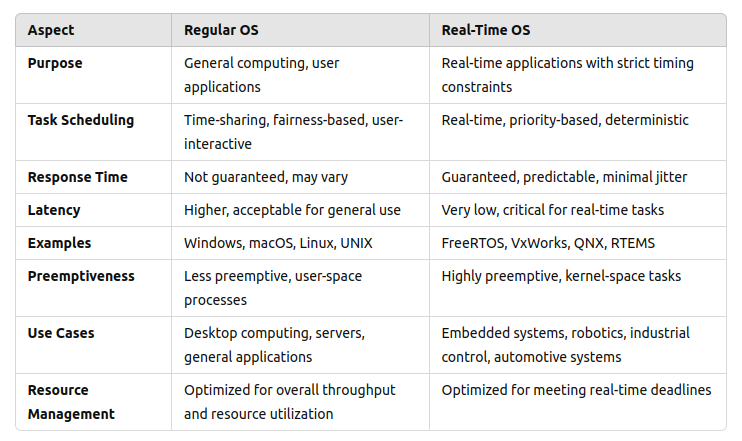 Aspect Regular OS Real-Time OS
Purpose General computing, user Real-time applications with strict timing
applications constraints
Task Scheduling Time-sharing, fairness-based, user- Real-time, priority-based, deterministic
interactive
Response Time Not guaranteed, may vary Guaranteed, predictable, minimal jitter
Latency Higher, acceptable for general use Very low, critical for real-time tasks
Examples Windows, macOS, Linux, UNIX FreeRTOS, VxWorks, QNX, RTEMS
Preemptiveness Less preemptive, user-space Highly preemptive, kernel-space tasks
processes
Use Cases Desktop computing, servers, Embedded systems, robotics, industrial
general applications control, automotive systems
Resource Optimized for overall throughput Optimized for meeting real-time deadlines
Management and resource utilization